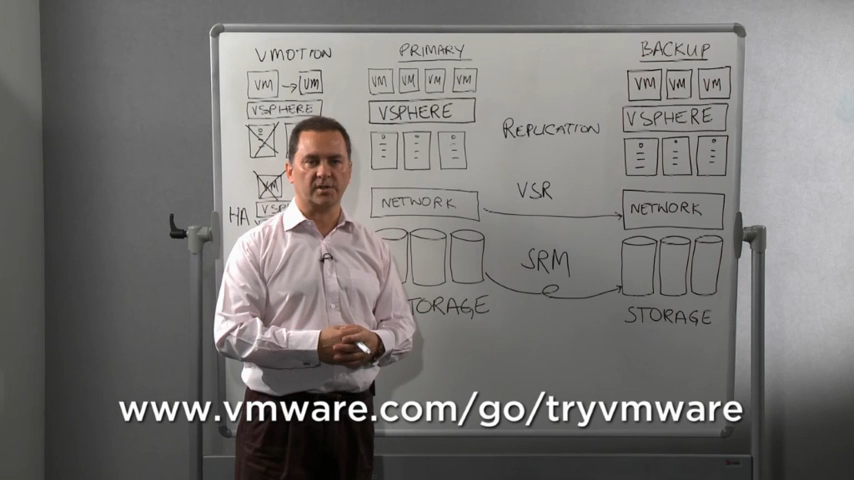 VMOTION
VM → VM
VSPHERE
VM
VSPH
HA
PRIMARY
VM VM VM VM
VSPHERE
NETWORK
TORAGE
REPLICATION
VSR
SRM
BACKUP
VM VM VM
VSPHERE
NETWORK
STORAGE
www.vmware.com/go/tryvmware